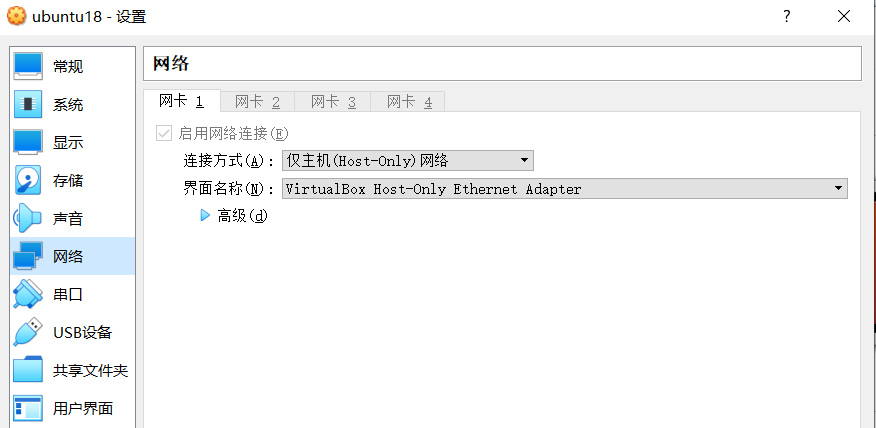 ubuntu18 - 设置
?
常规
系统
显示
存储
声音
网络
串口
USB设备
共享文件夹
用户界面
网络
网卡 1 网卡 2 网卡 3 网卡 4
启用网络连接(E)
连接方式(A): 仅主机(Host-Only)网络
界面名称(N): VirtualBox Host-Only Ethernet Adapter
高级(d)